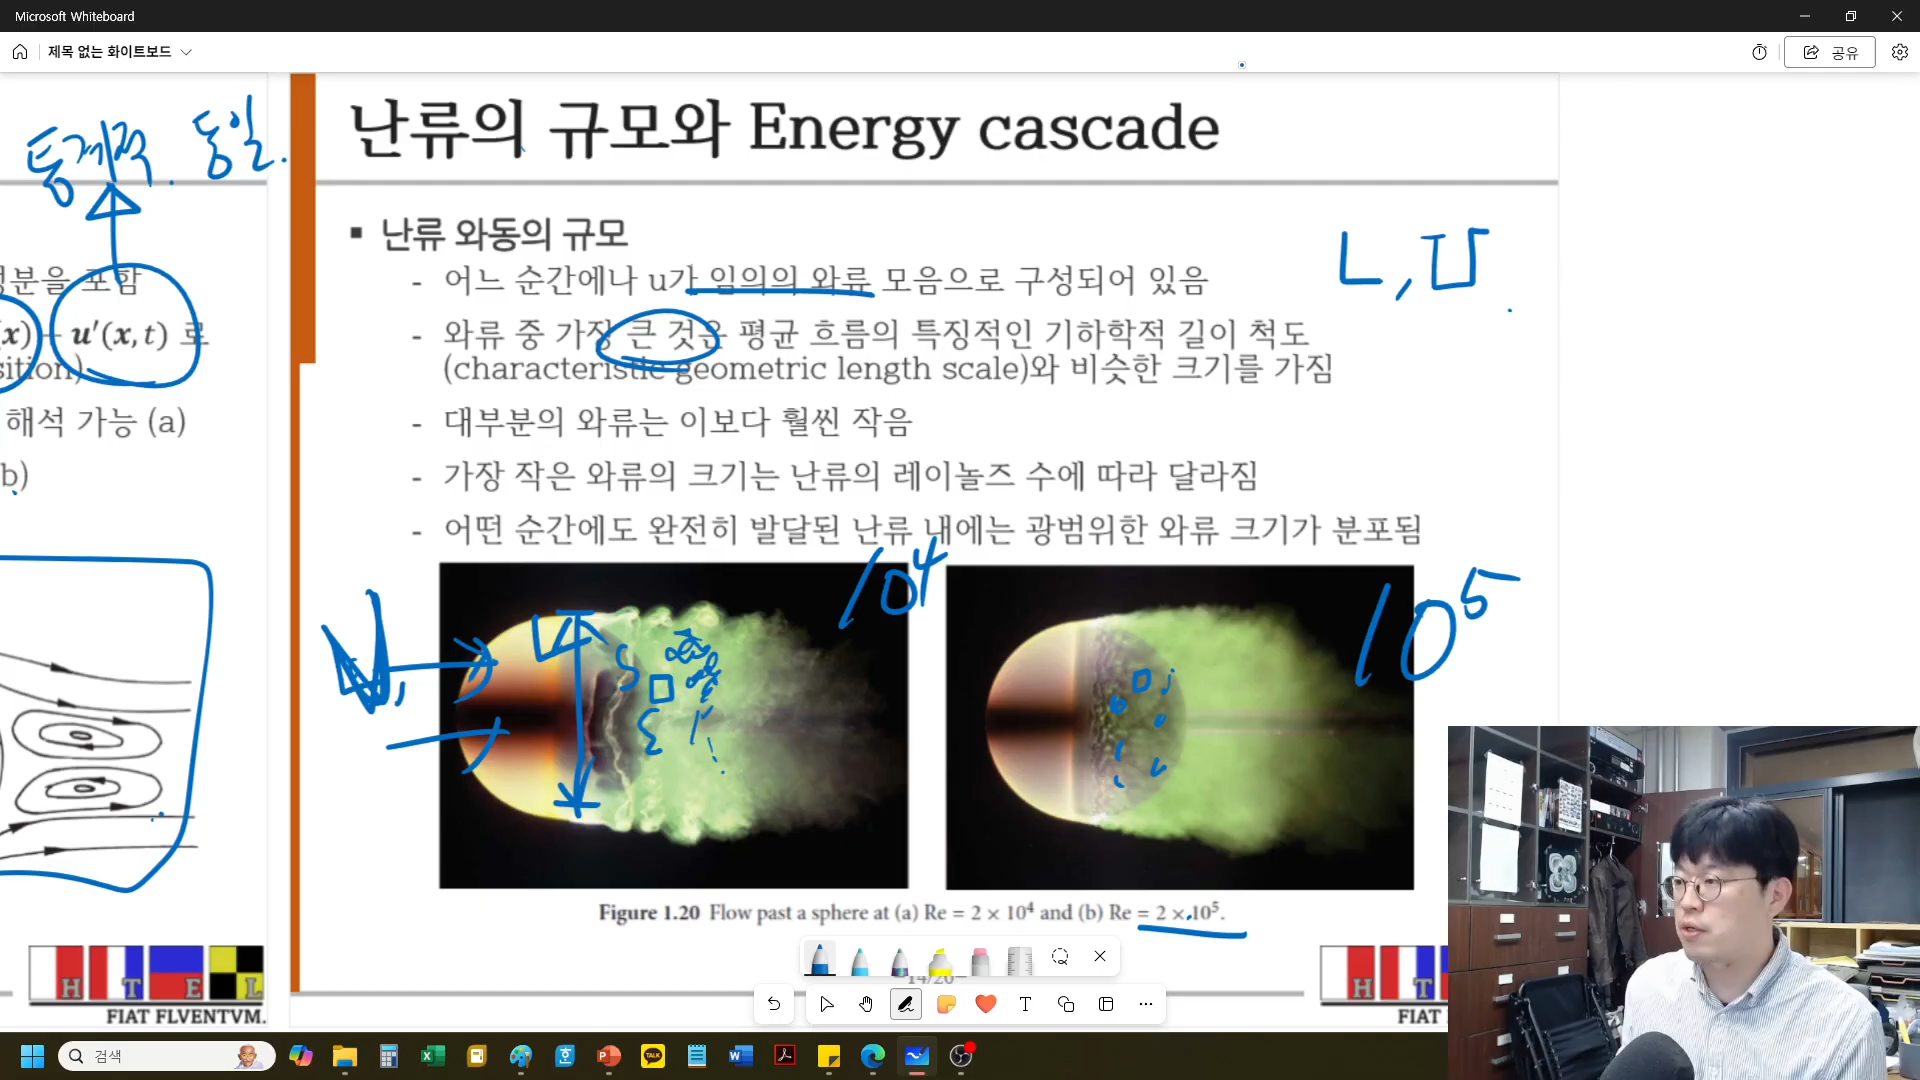 Microsoft Whiteboard
제목 없는 화이트보드
공유
통계적. 동일.
성분을 포함
(x) + u′(x, t) 로
sition)
해석 가능 (a)
b)
난류의 규모와 Energy cascade
L, U
▪ 난류 와동의 규모
- 어느 순간에나 u가 임의의 와류 모음으로 구성되어 있음
- 와류 중 가장 큰 것은 평균 흐름의 특징적인 기하학적 길이 척도
(characteristic geometric length scale)와 비슷한 크기를 가짐
- 대부분의 와류는 이보다 훨씬 작음
- 가장 작은 와류의 크기는 난류의 레이놀즈 수에 따라 달라짐
- 어떤 순간에도 완전히 발달된 난류 내에는 광범위한 와류 크기가 분포됨
10⁴
10⁵
L
Figure 1.20 Flow past a sphere at (a) Re = 2 × 10⁴ and (b) Re = 2 × 10⁵.
14/20
H T E L
FIAT FLVENTVM.
H T
FIAT F
T
검색
TALK